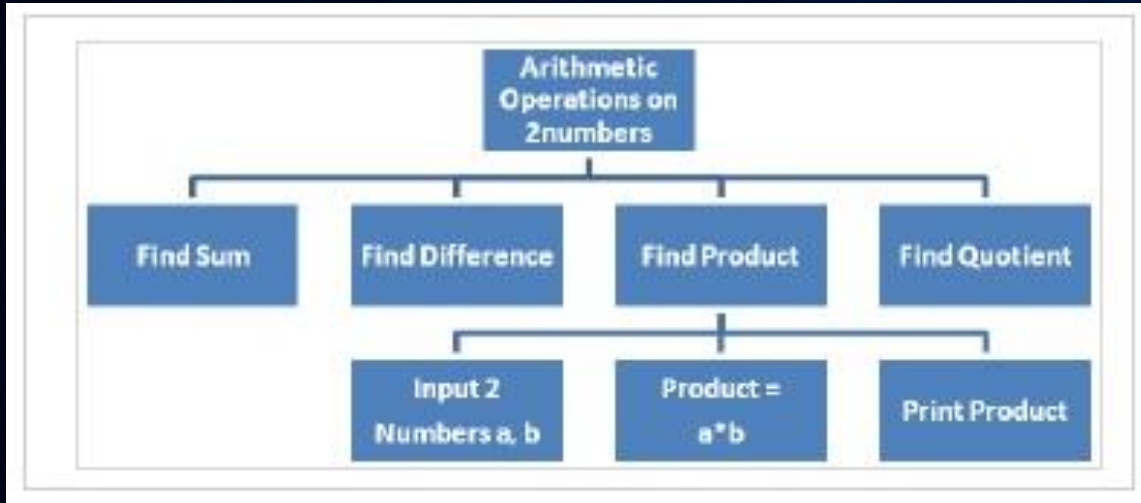 Arithmetic
Operations on
2numbers
Find Sum
Find Difference
Find Product
Find Quotient
Input 2
Numbers a, b
Product =
a*b
Print Product